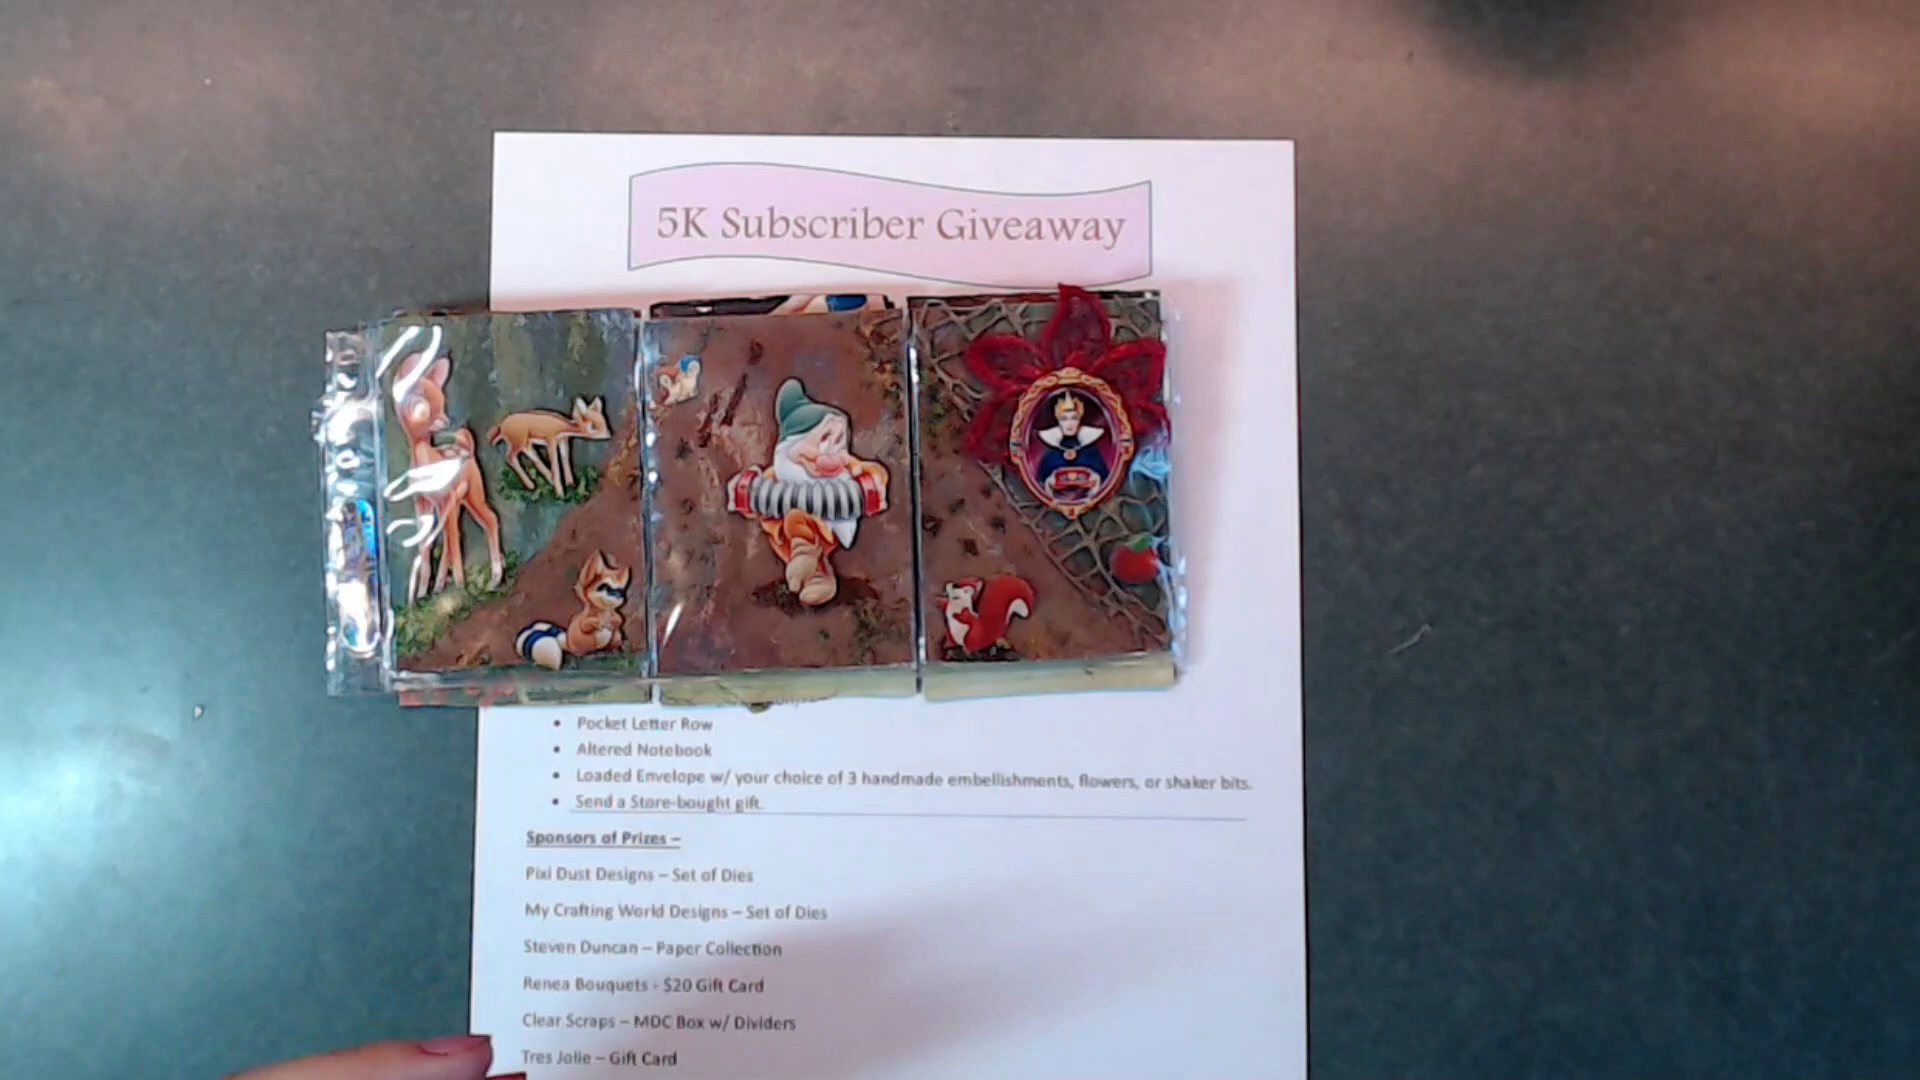 5K Subscriber Giveaway
• Pocket Letter Row
• Altered Notebook
• Loaded Envelope w/ your choice of 3 handmade embellishments, flowers, or shaker bits.
• Send a Store-bought gift.
Sponsors of Prizes –
Pixi Dust Designs – Set of Dies
My Crafting World Designs – Set of Dies
Steven Duncan – Paper Collection
Renea Bouquets - $20 Gift Card
Clear Scraps – MDC Box w/ Dividers
Tres Jolie – Gift Card